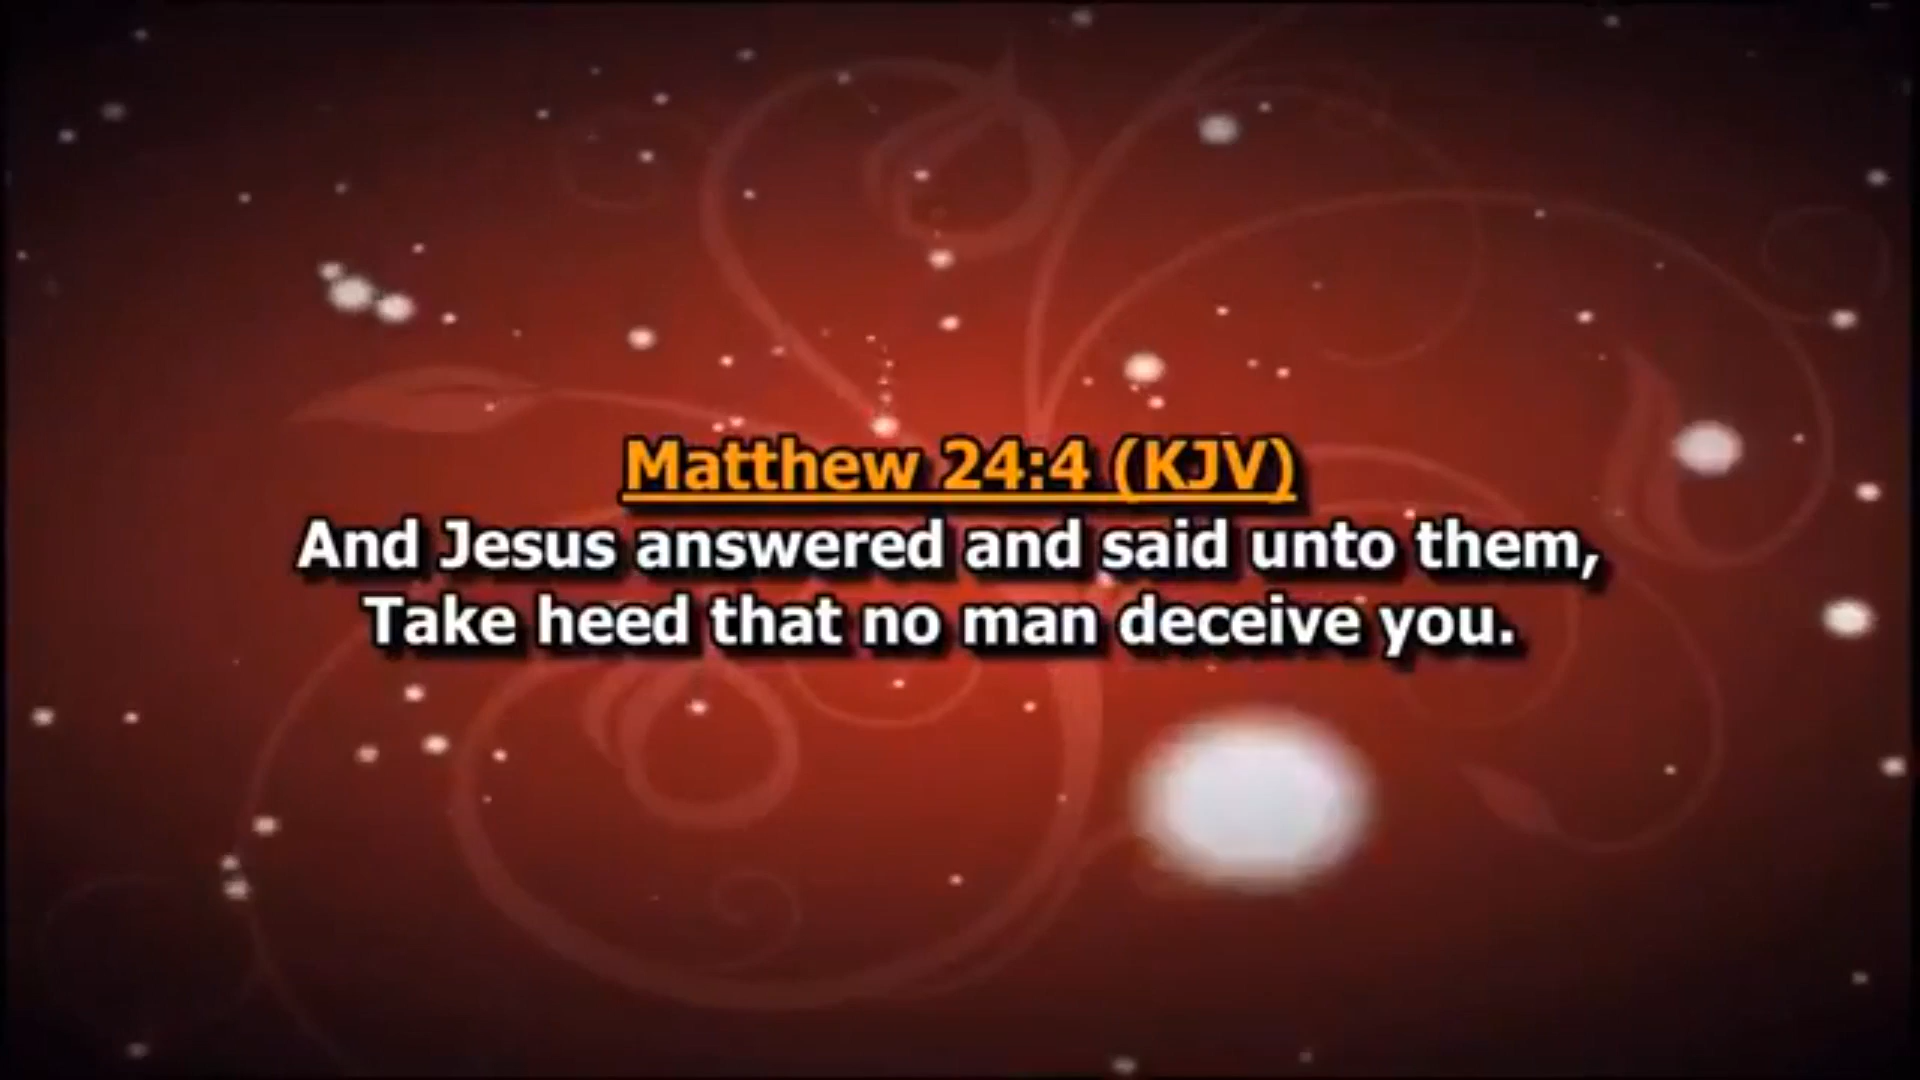 Matthew 24:4 (KJV)
And Jesus answered and said unto them,
Take heed that no man deceive you.